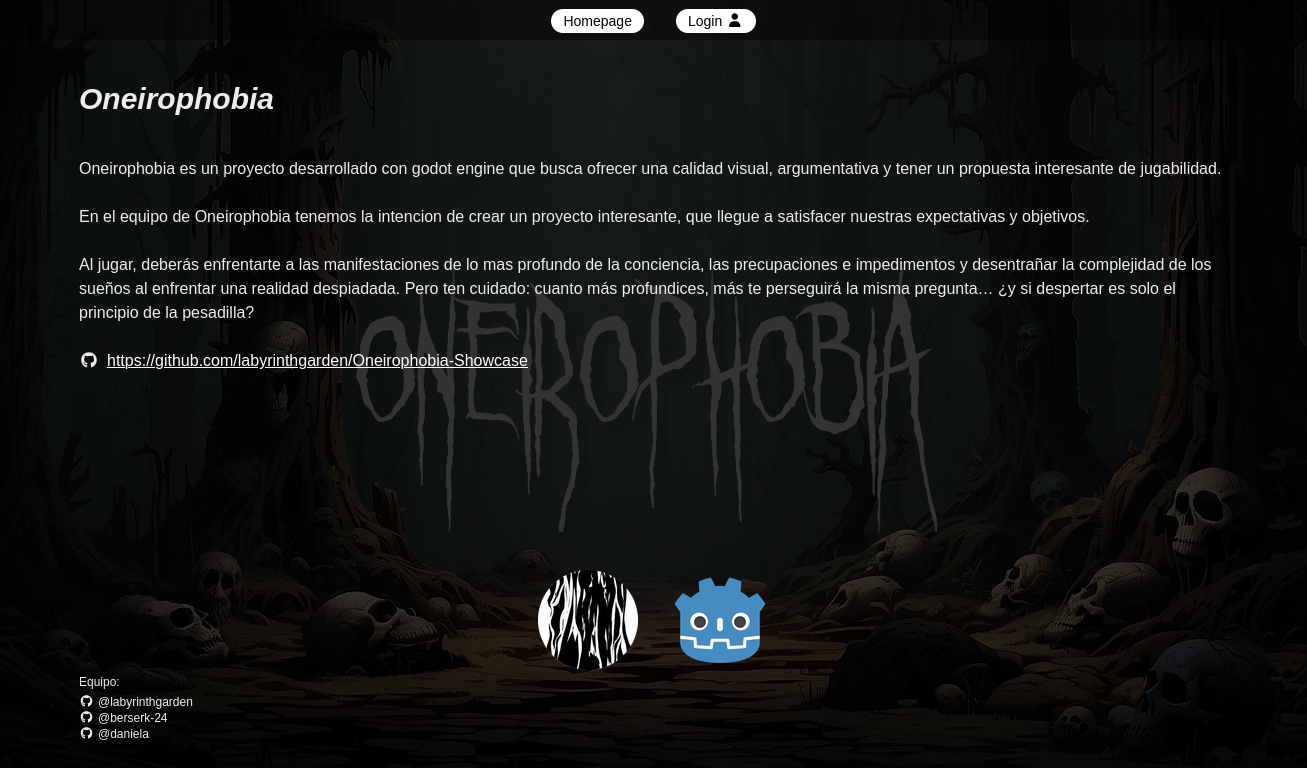 Homepage
Login
Oneirophobia
Oneirophobia es un proyecto desarrollado con godot engine que busca ofrecer una calidad visual, argumentativa y tener un propuesta interesante de jugabilidad.
En el equipo de Oneirophobia tenemos la intencion de crear un proyecto interesante, que llegue a satisfacer nuestras expectativas y objetivos.
Al jugar, deberás enfrentarte a las manifestaciones de lo mas profundo de la conciencia, las precupaciones e impedimentos y desentrañar la complejidad de los
sueños al enfrentar una realidad despiadada. Pero ten cuidado: cuanto más profundices, más te perseguirá la misma pregunta… ¿y si despertar es solo el
principio de la pesadilla?
https://github.com/labyrinthgarden/Oneirophobia-Showcase
ONEIROPHOBIA
Equipo:
@labyrinthgarden
@berserk-24
@daniela